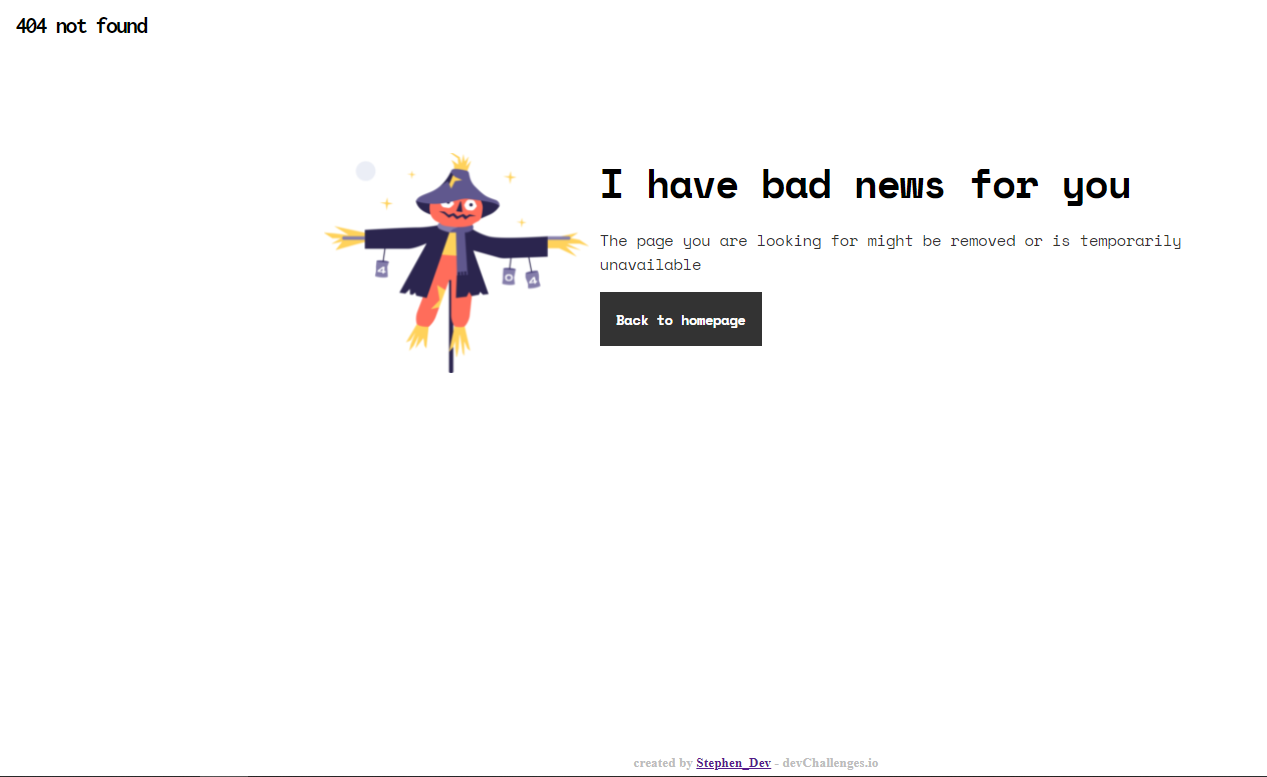 404 not found
4
0
4
I have bad news for you
The page you are looking for might be removed or is temporarily
unavailable
Back to homepage
created by Stephen_Dev - devChallenges.io